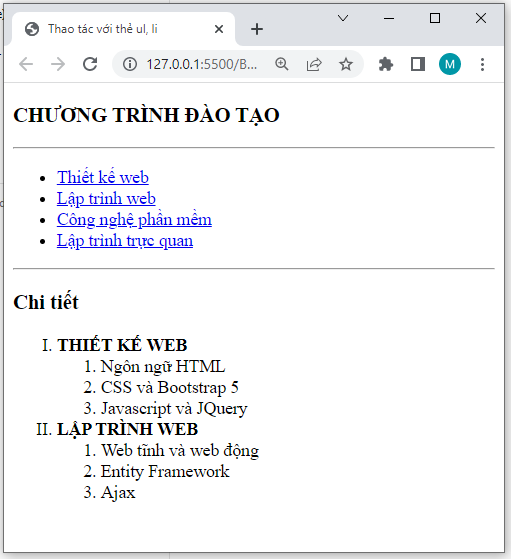 Thao tác với thẻ ul, li
127.0.0.1:5500/B...
M
CHƯƠNG TRÌNH ĐÀO TẠO
Thiết kế web
Lập trình web
Công nghệ phần mềm
Lập trình trực quan
Chi tiết
I. THIẾT KẾ WEB
1. Ngôn ngữ HTML
2. CSS và Bootstrap 5
3. Javascript và JQuery
II. LẬP TRÌNH WEB
1. Web tĩnh và web động
2. Entity Framework
3. Ajax